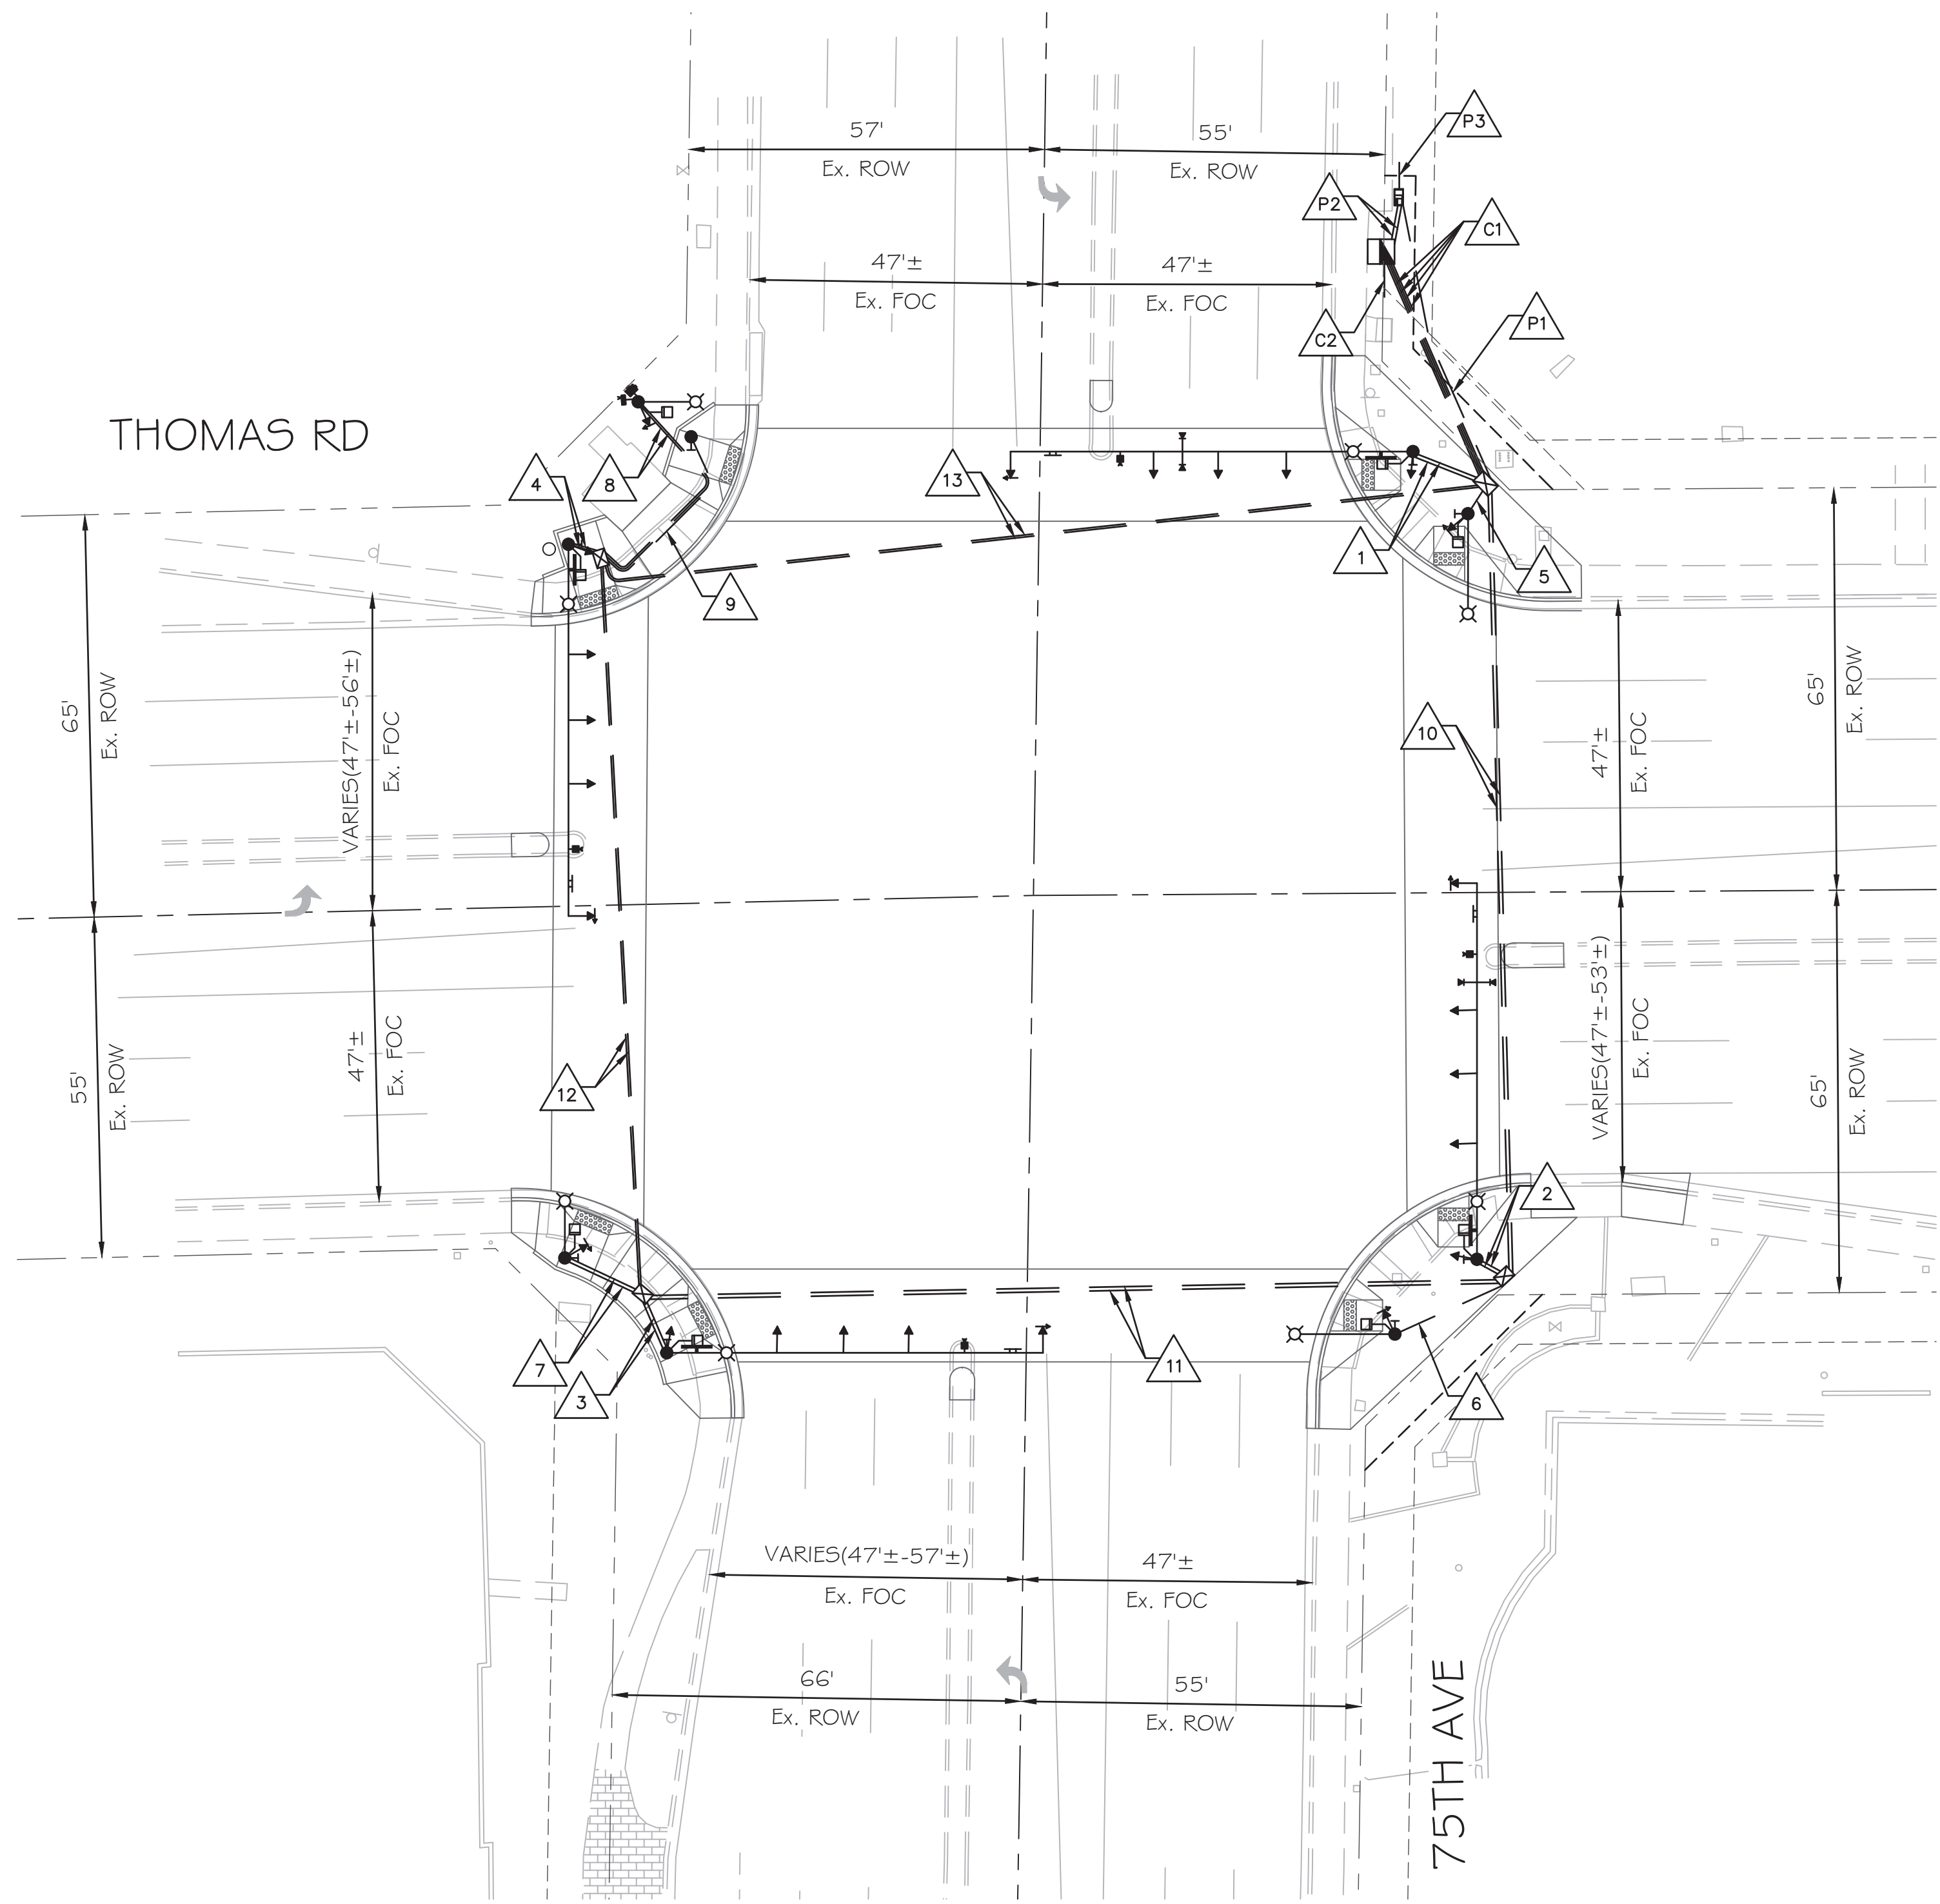 57'
Ex. ROW
55'
Ex. ROW
P3
P2
C1
47'±
Ex. FOC
47'±
Ex. FOC
C2
P1
THOMAS RD
4
8
13
1
5
9
65'
Ex. ROW
VARIES(47'±-56'±)
Ex. FOC
10
47'±
Ex. FOC
65'
Ex. ROW
55'
Ex. ROW
47'±
Ex. FOC
12
VARIES(47'±-53'±)
Ex. FOC
65'
Ex. ROW
2
7
3
11
6
VARIES(47'±-57'±)
Ex. FOC
47'±
Ex. FOC
66'
Ex. ROW
55'
Ex. ROW
75TH AVE